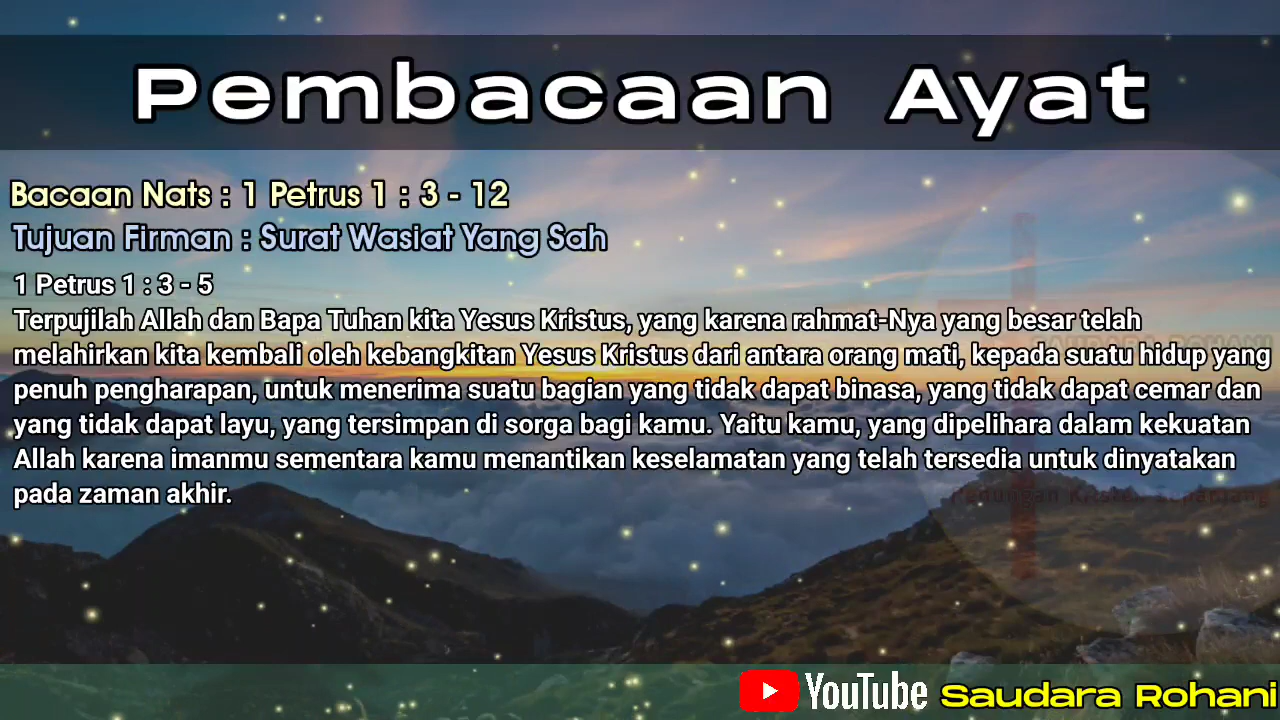 Pembacaan Ayat
Bacaan Nats : 1 Petrus 1 : 3 - 12
Tujuan Firman : Surat Wasiat Yang Sah
1 Petrus 1 : 3 - 5
Terpujilah Allah dan Bapa Tuhan kita Yesus Kristus, yang karena rahmat-Nya yang besar telah
melahirkan kita kembali oleh kebangkitan Yesus Kristus dari antara orang mati, kepada suatu hidup yang
penuh pengharapan, untuk menerima suatu bagian yang tidak dapat binasa, yang tidak dapat cemar dan
yang tidak dapat layu, yang tersimpan di sorga bagi kamu. Yaitu kamu, yang dipelihara dalam kekuatan
Allah karena imanmu sementara kamu menantikan keselamatan yang telah tersedia untuk dinyatakan
pada zaman akhir.
YouTube Saudara Rohani